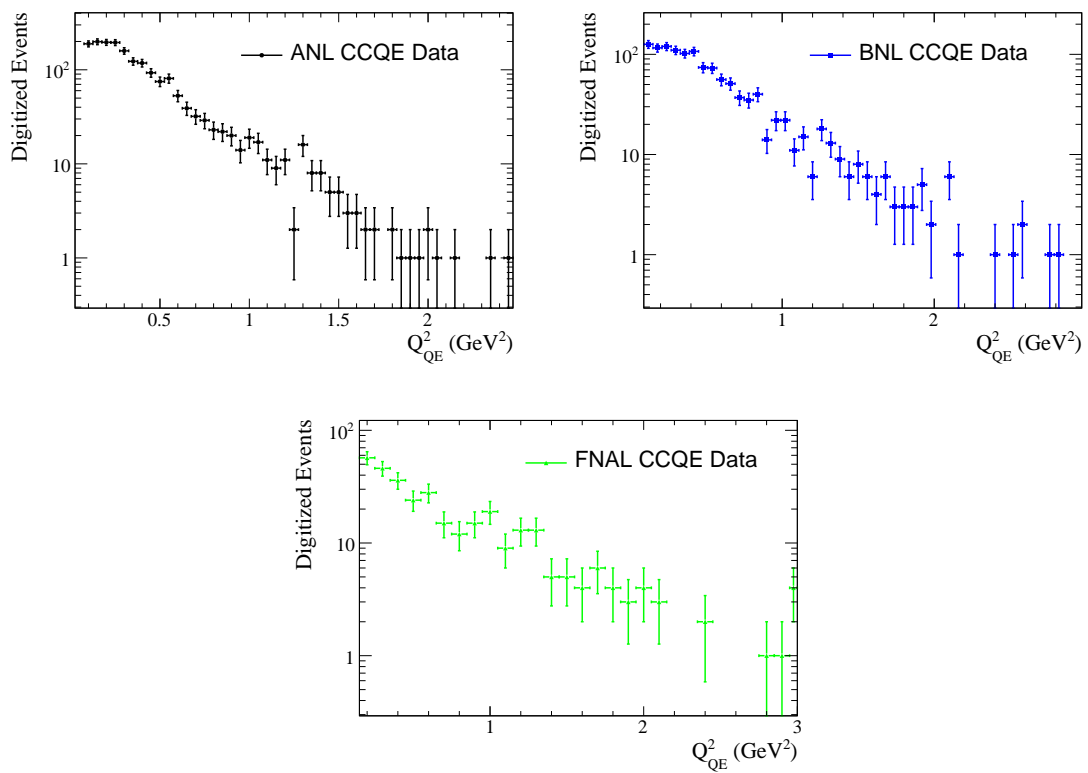 Digitized Events
10²
10
1
ANL CCQE Data
0.5
1
1.5
2
Q²QE (GeV²)
Digitized Events
10²
10
1
BNL CCQE Data
1
2
Q²QE (GeV²)
Digitized Events
10²
10
1
FNAL CCQE Data
1
2
3
Q²QE (GeV²)